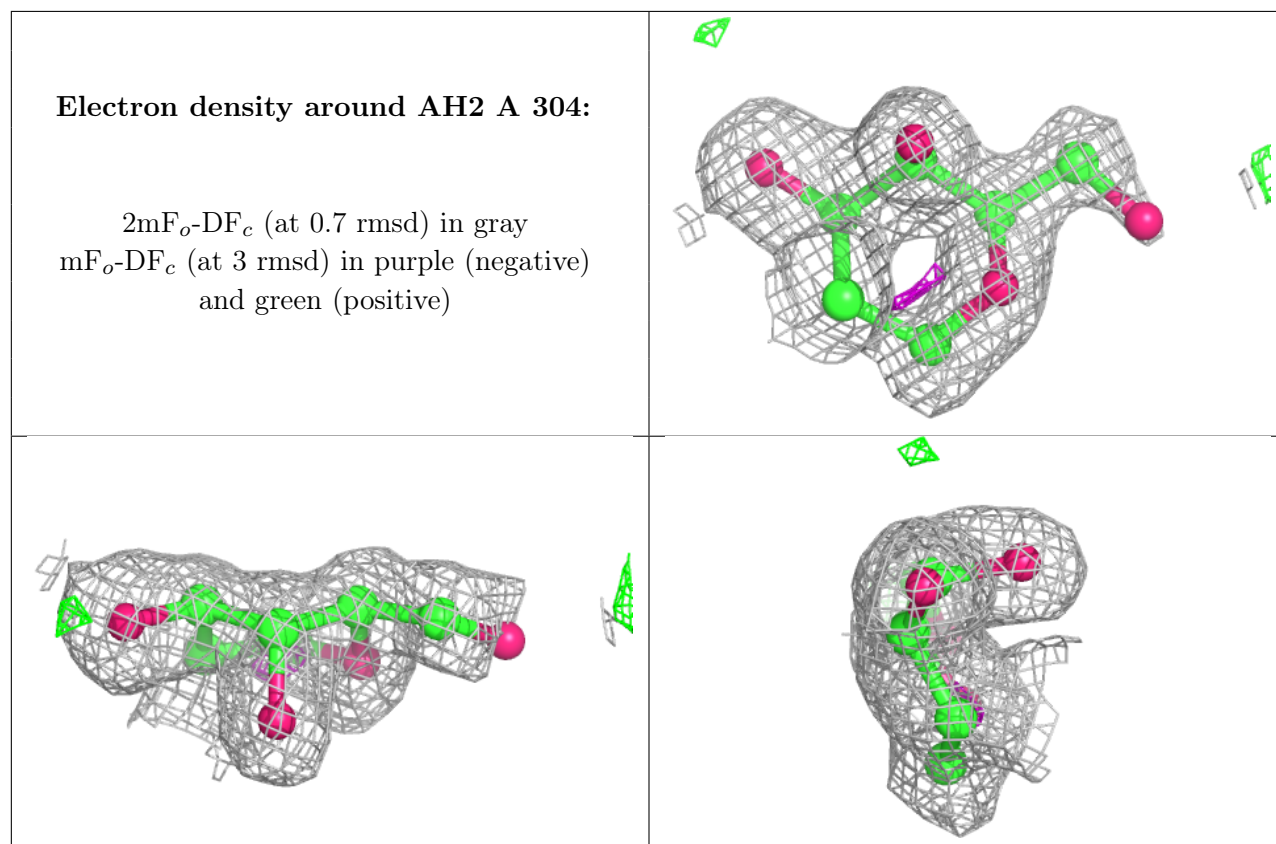 Electron density around AH2 A 304:
2mFo-DFc (at 0.7 rmsd) in gray
mFo-DFc (at 3 rmsd) in purple (negative)
and green (positive)